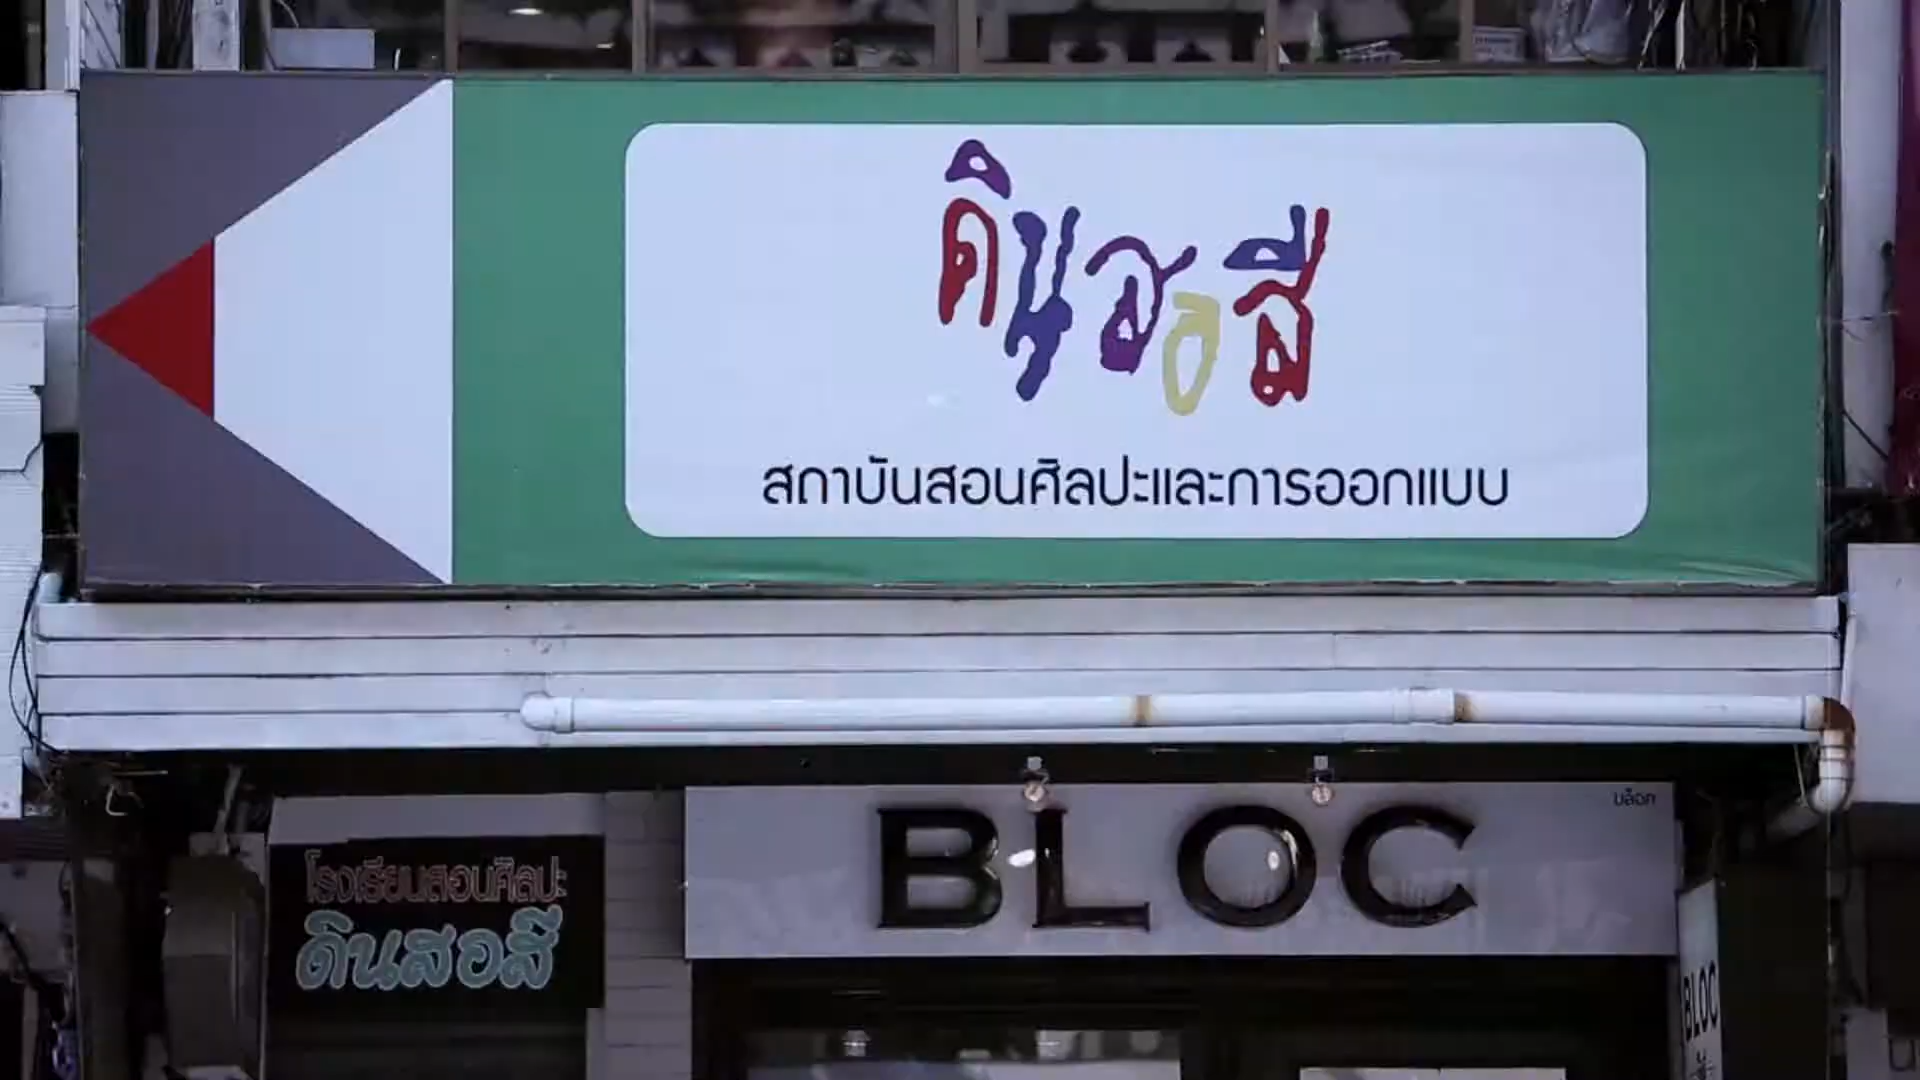 ดินสอสี
สถาบันสอนศิลปะและการออกแบบ
บล็อค
BLOC
โรงเรียนสอนศิลปะ
ดินสอสี
BLOC